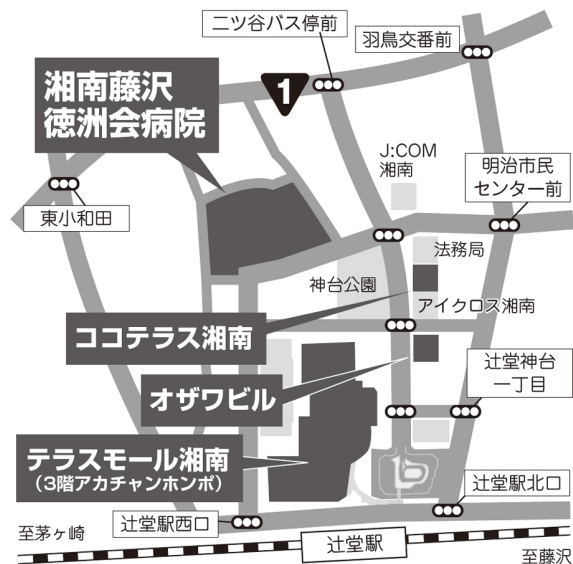 二ツ谷バス停前
羽鳥交番前
湘南藤沢
徳洲会病院
1
J:COM
湘南
明治市民
センター前
東小和田
法務局
神台公園
アイクロス湘南
ココテラス湘南
辻堂神台
一丁目
オザワビル
テラスモール湘南
(3階アカチャンホンポ)
辻堂駅北口
辻堂駅西口
至茅ヶ崎
辻堂駅
至藤沢